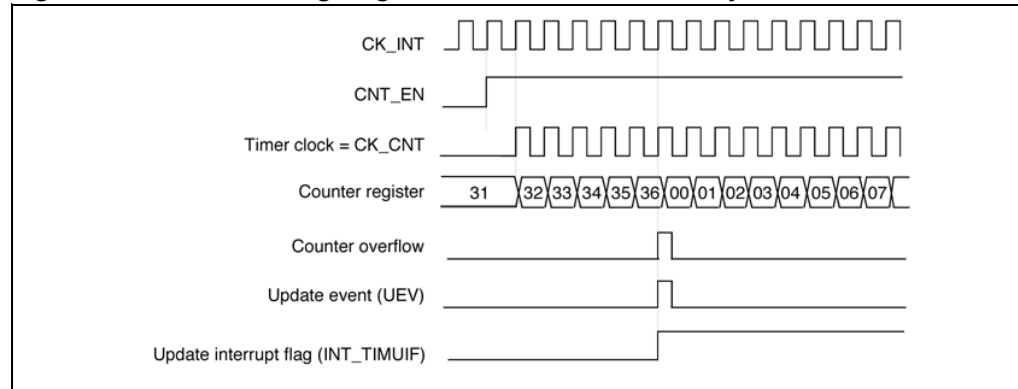 CK_INT
CNT_EN
Timer clock = CK_CNT
Counter register 31 32 33 34 35 36 00 01 02 03 04 05 06 07
Counter overflow
Update event (UEV)
Update interrupt flag (INT_TIMUIF)